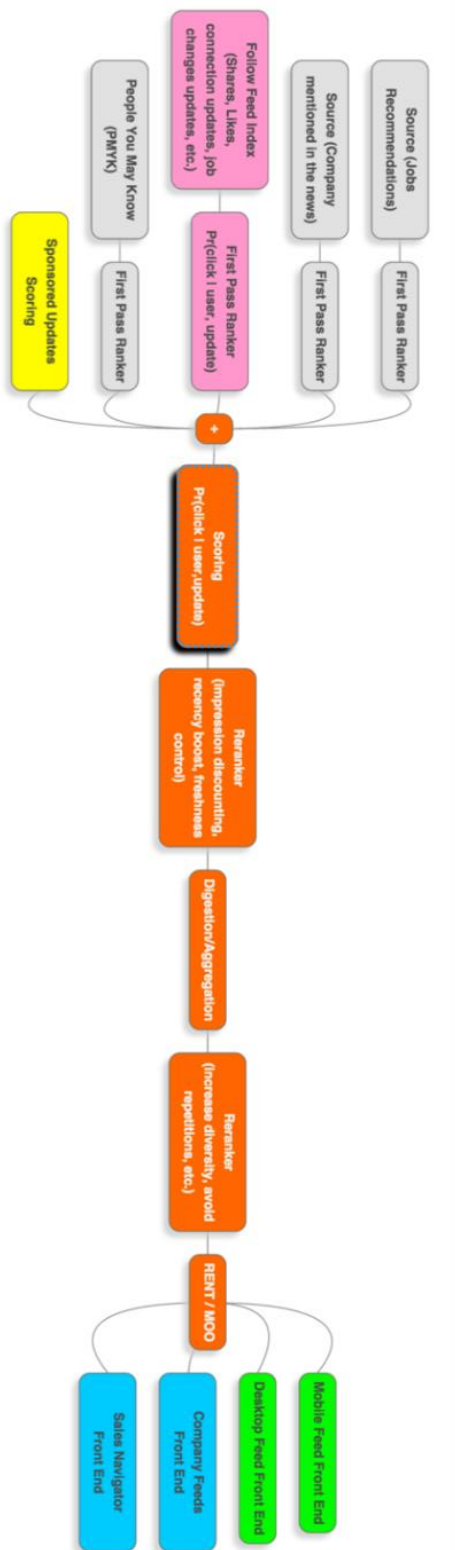 Source (Jobs
Recommendations)
First Pass Ranker
Source (Company
mentioned in the news)
First Pass Ranker
Follow Feed Index
(Shares, Likes,
connection updates, job
changes updates, etc.)
First Pass Ranker
Pr(click | user, update)
People You May Know
(PMYK)
First Pass Ranker
Sponsored Updates
Scoring
+
Scoring
Pr(click | user,update)
Reranker
(impression discounting,
recency boost, freshness
control)
Digestion/Aggregation
Reranker
(increase diversity, avoid
repetitions, etc.)
RENT / MOO
Mobile Feed Front End
Desktop Feed Front End
Company Feeds
Front End
Sales Navigator
Front End